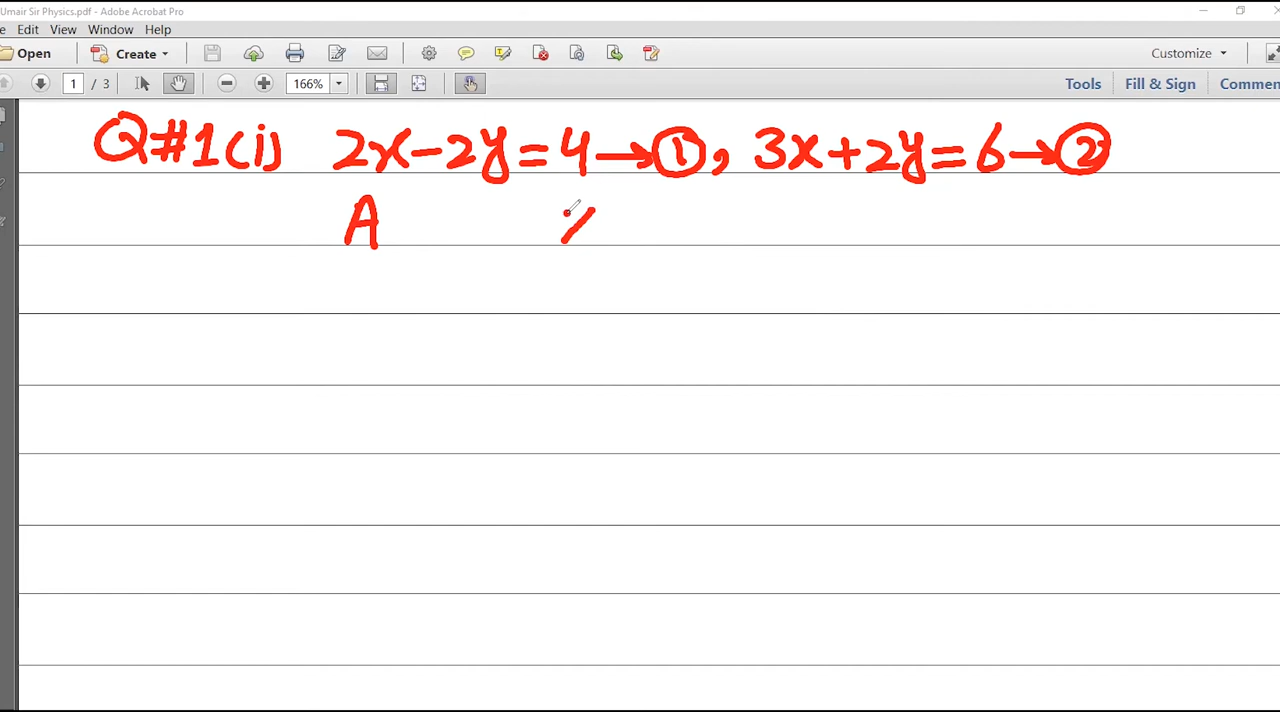 Umair Sir Physics.pdf - Adobe Acrobat Pro
Edit View Window Help
Open Create Customize
1 / 3 166% Tools Fill & Sign Commen
Q#1(i) 2x-2y=4→①, 3x+2y=6→②
A